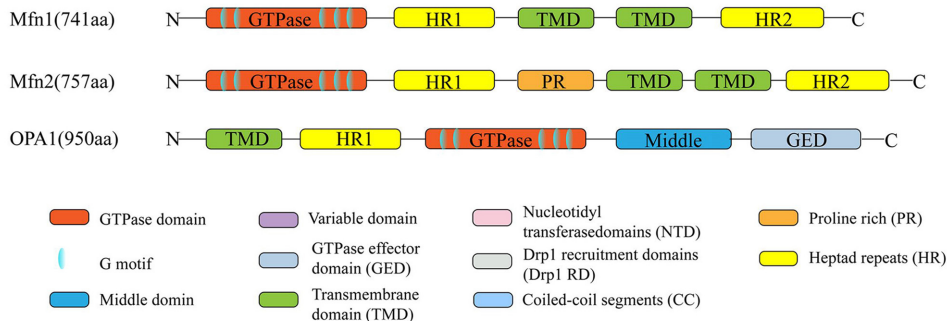 Mfn1(741aa) N GTPase HR1 TMD TMD HR2 C
Mfn2(757aa) N GTPase HR1 PR TMD TMD HR2 C
OPA1(950aa) N TMD HR1 GTPase Middle GED C
GTPase domain
G motif
Middle domin
Variable domain
GTPase effector
domain (GED)
Transmembrane
domain (TMD)
Nucleotidyl
transferasedomains (NTD)
Drp1 recruitment domains
(Drp1 RD)
Coiled-coil segments (CC)
Proline rich (PR)
Heptad repeats (HR)